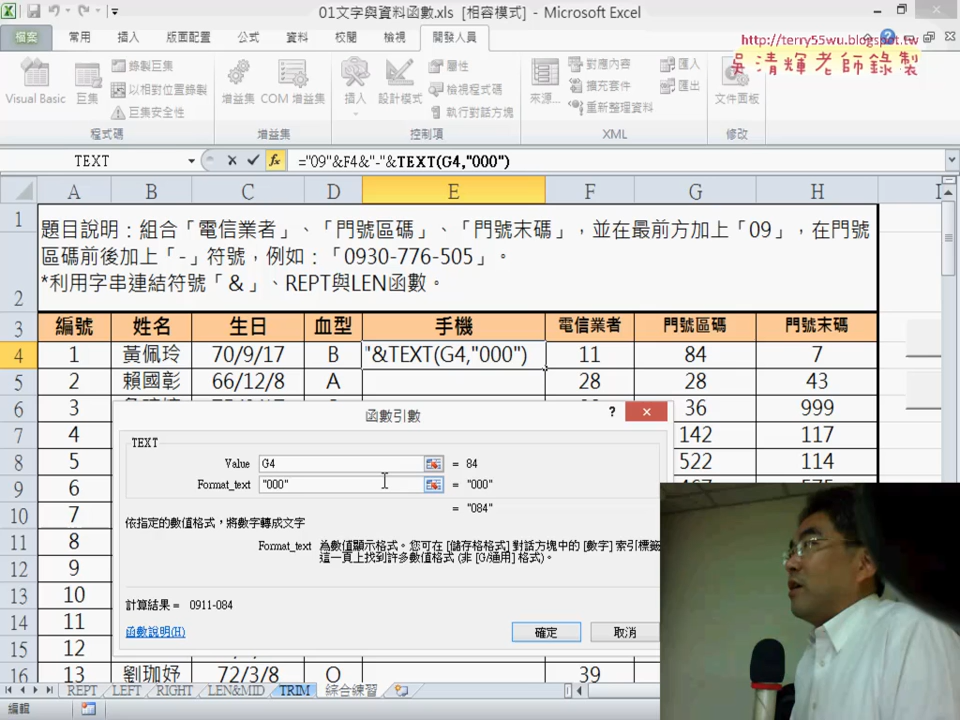 01文字與資料函數.xls [相容模式] - Microsoft Excel
檔案 常用 插入 版面配置 公式 資料 校閱 檢視 開發人員
http://terry55wu.blogspot.tw
吳清輝老師錄製
Visual Basic 巨集 錄製巨集 以相對位置錄製 巨集安全性 增益集 COM 增益集 插入 設計模式 屬性 檢視程式碼 執行對話方塊 來源... 對應內容 擴充套件 重新整理資料 匯入 匯出 文件面板
程式碼 增益集 控制項 XML 修改
TEXT ="09"&F4&"-"&TEXT(G4,"000")
A B C D E F G H I
1 題目說明：組合「電信業者」、「門號區碼」、「門號末碼」，並在最前方加上「09」，在門號
區碼前後加上「-」符號，例如：「0930-776-505」。
2 *利用字串連結符號「&」、REPT與LEN函數。
3 編號 姓名 生日 血型 手機 電信業者 門號區碼 門號末碼
4 1 黃佩玲 70/9/17 B "&TEXT(G4,"000") 11 84 7
5 2 賴國彰 66/12/8 A 28 28 43
6 3 36 999
7 4 142 117
8 5 522 114
9 6
10 7
11 8
12 9
13 10
14 11
15 12
16 13 劉珈妤 72/3/8 O 39
函數引數
TEXT
Value G4 = 84
Format_text "000" = "000"
= "084"
依指定的數值格式，將數字轉成文字
Format_text 為數值顯示格式。您可在 [儲存格格式] 對話方塊中的 [數字] 索引標籤
這一頁上找到許多數值格式 (非 [G/通用] 格式)。
計算結果 = 0911-084
函數說明(H) 確定 取消
REPT LEFT RIGHT LEN&MID TRIM 綜合練習
編輯